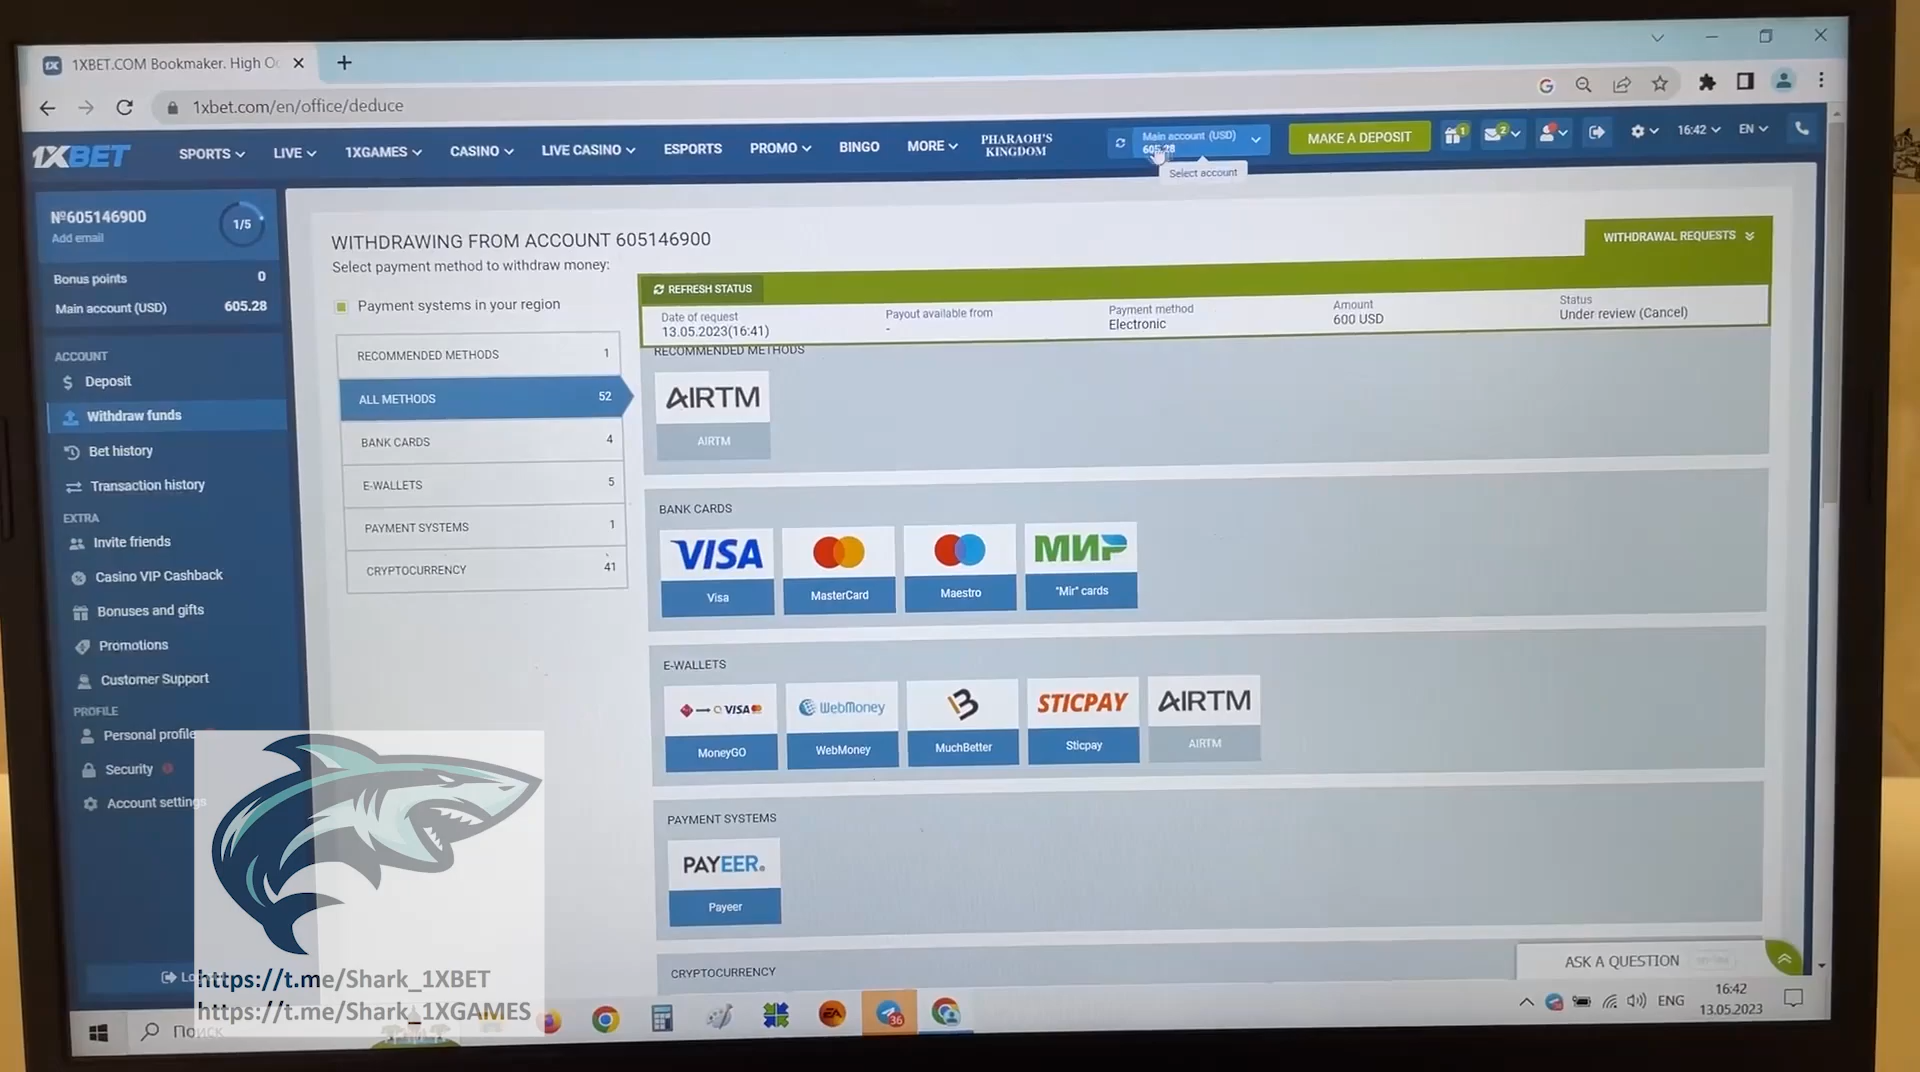 1XBET.COM Bookmaker. High
1xbet.com/en/office/deduce
1XBET
SPORTS
LIVE
1XGAMES
CASINO
LIVE CASINO
ESPORTS
PROMO
BINGO
MORE
PHARAOH'S
KINGDOM
Main account (USD)
605.28
Select account
MAKE A DEPOSIT
1
2
16:42
EN
№605146900
Add email
1/5
Bonus points 0
Main account (USD) 605.28
ACCOUNT
Deposit
Withdraw funds
Bet history
Transaction history
EXTRA
Invite friends
Casino VIP Cashback
Bonuses and gifts
Promotions
Customer Support
PROFILE
Personal profile
Security
Account settings
WITHDRAWING FROM ACCOUNT 605146900
Select payment method to withdraw money:
Payment systems in your region
RECOMMENDED METHODS 1
ALL METHODS 52
BANK CARDS 4
E-WALLETS 5
PAYMENT SYSTEMS 1
CRYPTOCURRENCY 41
WITHDRAWAL REQUESTS
REFRESH STATUS
Date of request
13.05.2023(16:41)
Payout available from
-
Payment method
Electronic
Amount
600 USD
Status
Under review (Cancel)
RECOMMENDED METHODS
AIRTM
AIRTM
BANK CARDS
VISA
Visa
MasterCard
Maestro
МИР
"Mir" cards
E-WALLETS
VISA
MoneyGO
WebMoney
WebMoney
MuchBetter
STICPAY
Sticpay
AIRTM
AIRTM
PAYMENT SYSTEMS
PAYEER
Payeer
CRYPTOCURRENCY
ASK A QUESTION
https://t.me/Shark_1XBET
https://t.me/Shark_1XGAMES
EA
36
ENG
16:42
13.05.2023